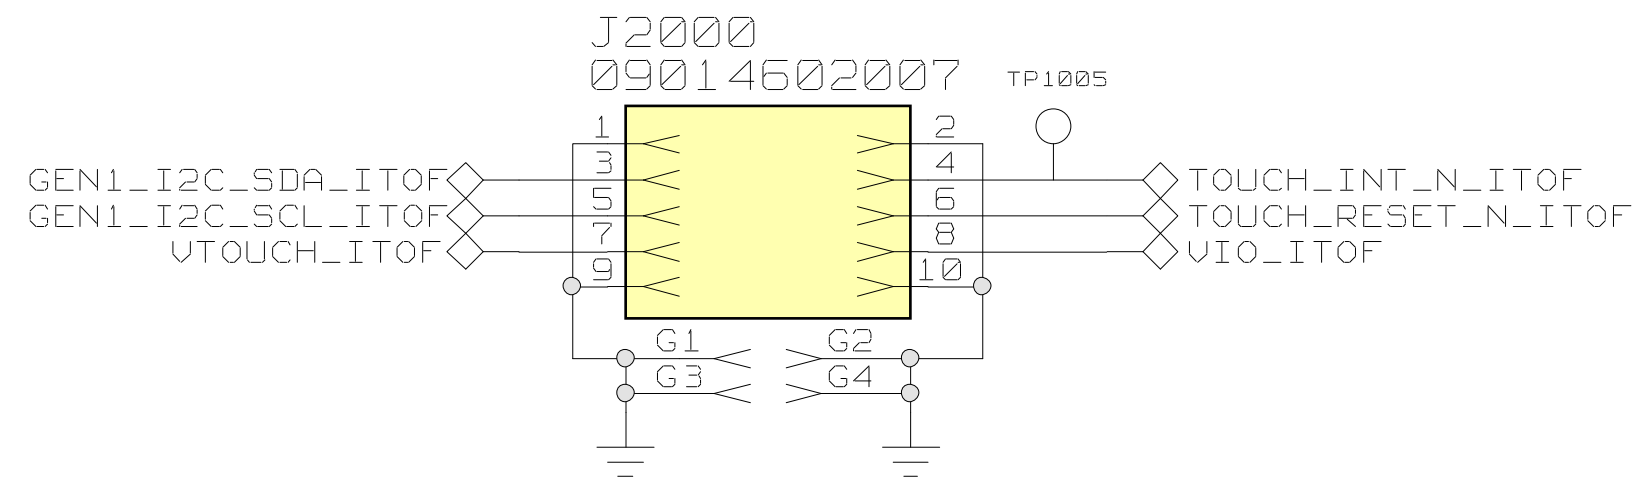 J2000
09014602007
TP1005
1 2
3 4
GEN1_I2C_SDA_ITOF TOUCH_INT_N_ITOF
5 6
GEN1_I2C_SCL_ITOF TOUCH_RESET_N_ITOF
7 8
VTOUCH_ITOF VIO_ITOF
9 10
G1 G2
G3 G4